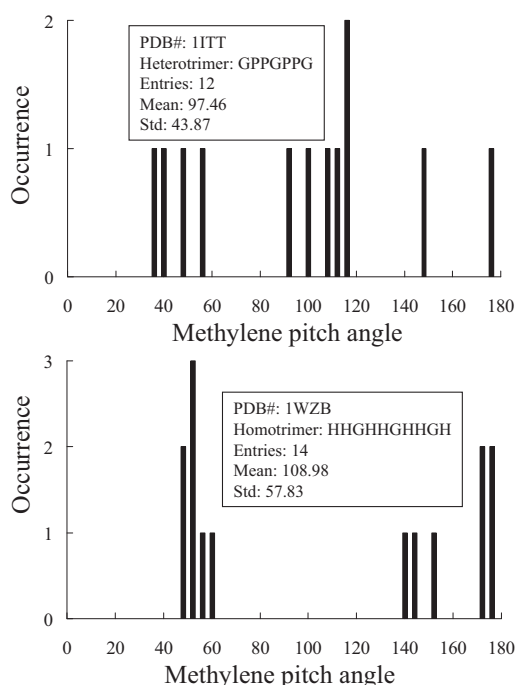 2
PDB#: 1ITT
Heterotrimer: GPPGPPG
Entries: 12
Mean: 97.46
Std: 43.87
Occurrence
1
0
0 20 40 60 80 100 120 140 160 180
Methylene pitch angle
3
PDB#: 1WZB
Homotrimer: HHGHHGHHGH
Entries: 14
Mean: 108.98
Std: 57.83
2
Occurrence
1
0
0 20 40 60 80 100 120 140 160 180
Methylene pitch angle